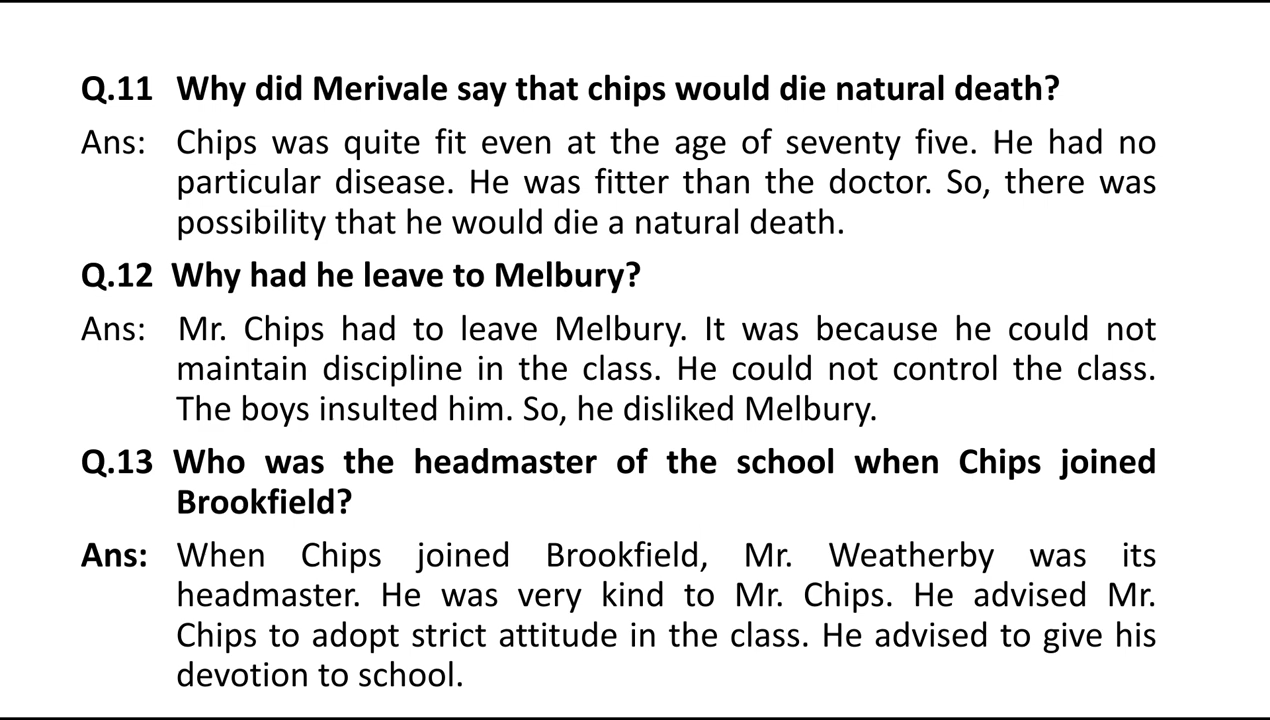 Q.11 Why did Merivale say that chips would die natural death?
Ans: Chips was quite fit even at the age of seventy five. He had no
particular disease. He was fitter than the doctor. So, there was
possibility that he would die a natural death.
Q.12 Why had he leave to Melbury?
Ans: Mr. Chips had to leave Melbury. It was because he could not
maintain discipline in the class. He could not control the class.
The boys insulted him. So, he disliked Melbury.
Q.13 Who was the headmaster of the school when Chips joined
Brookfield?
Ans: When Chips joined Brookfield, Mr. Weatherby was its
headmaster. He was very kind to Mr. Chips. He advised Mr.
Chips to adopt strict attitude in the class. He advised to give his
devotion to school.